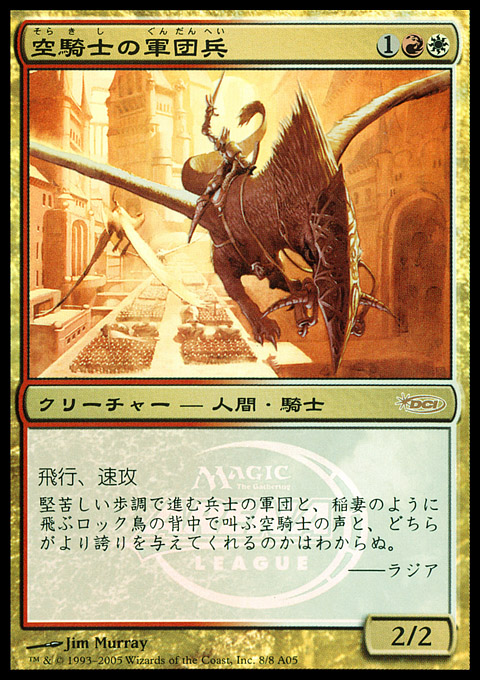 そらきし ぐんだんへい
空騎士の軍団兵 1
クリーチャー — 人間・騎士
DCI
飛行、速攻
MAGIC
The Gathering
堅苦しい歩調で進む兵士の軍団と、稲妻のように
飛ぶロック鳥の背中で叫ぶ空騎士の声と、どちら
がより誇りを与えてくれるのかはわからぬ。
LEAGUE
——ラジア
Jim Murray
2/2
™ & © 1993–2005 Wizards of the Coast, Inc. 8/8 A05